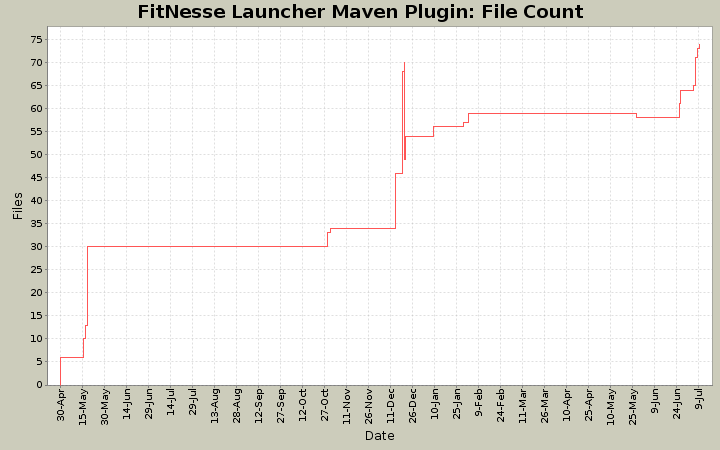 FitNesse Launcher Maven Plugin: File Count
75
70
65
60
55
50
45
40
35
30
25
20
15
10
5
0
Files
30-Apr
15-May
30-May
14-Jun
29-Jun
14-Jul
29-Jul
13-Aug
28-Aug
12-Sep
27-Sep
12-Oct
27-Oct
11-Nov
26-Nov
11-Dec
26-Dec
10-Jan
25-Jan
9-Feb
24-Feb
11-Mar
26-Mar
10-Apr
25-Apr
10-May
25-May
9-Jun
24-Jun
9-Jul
Date